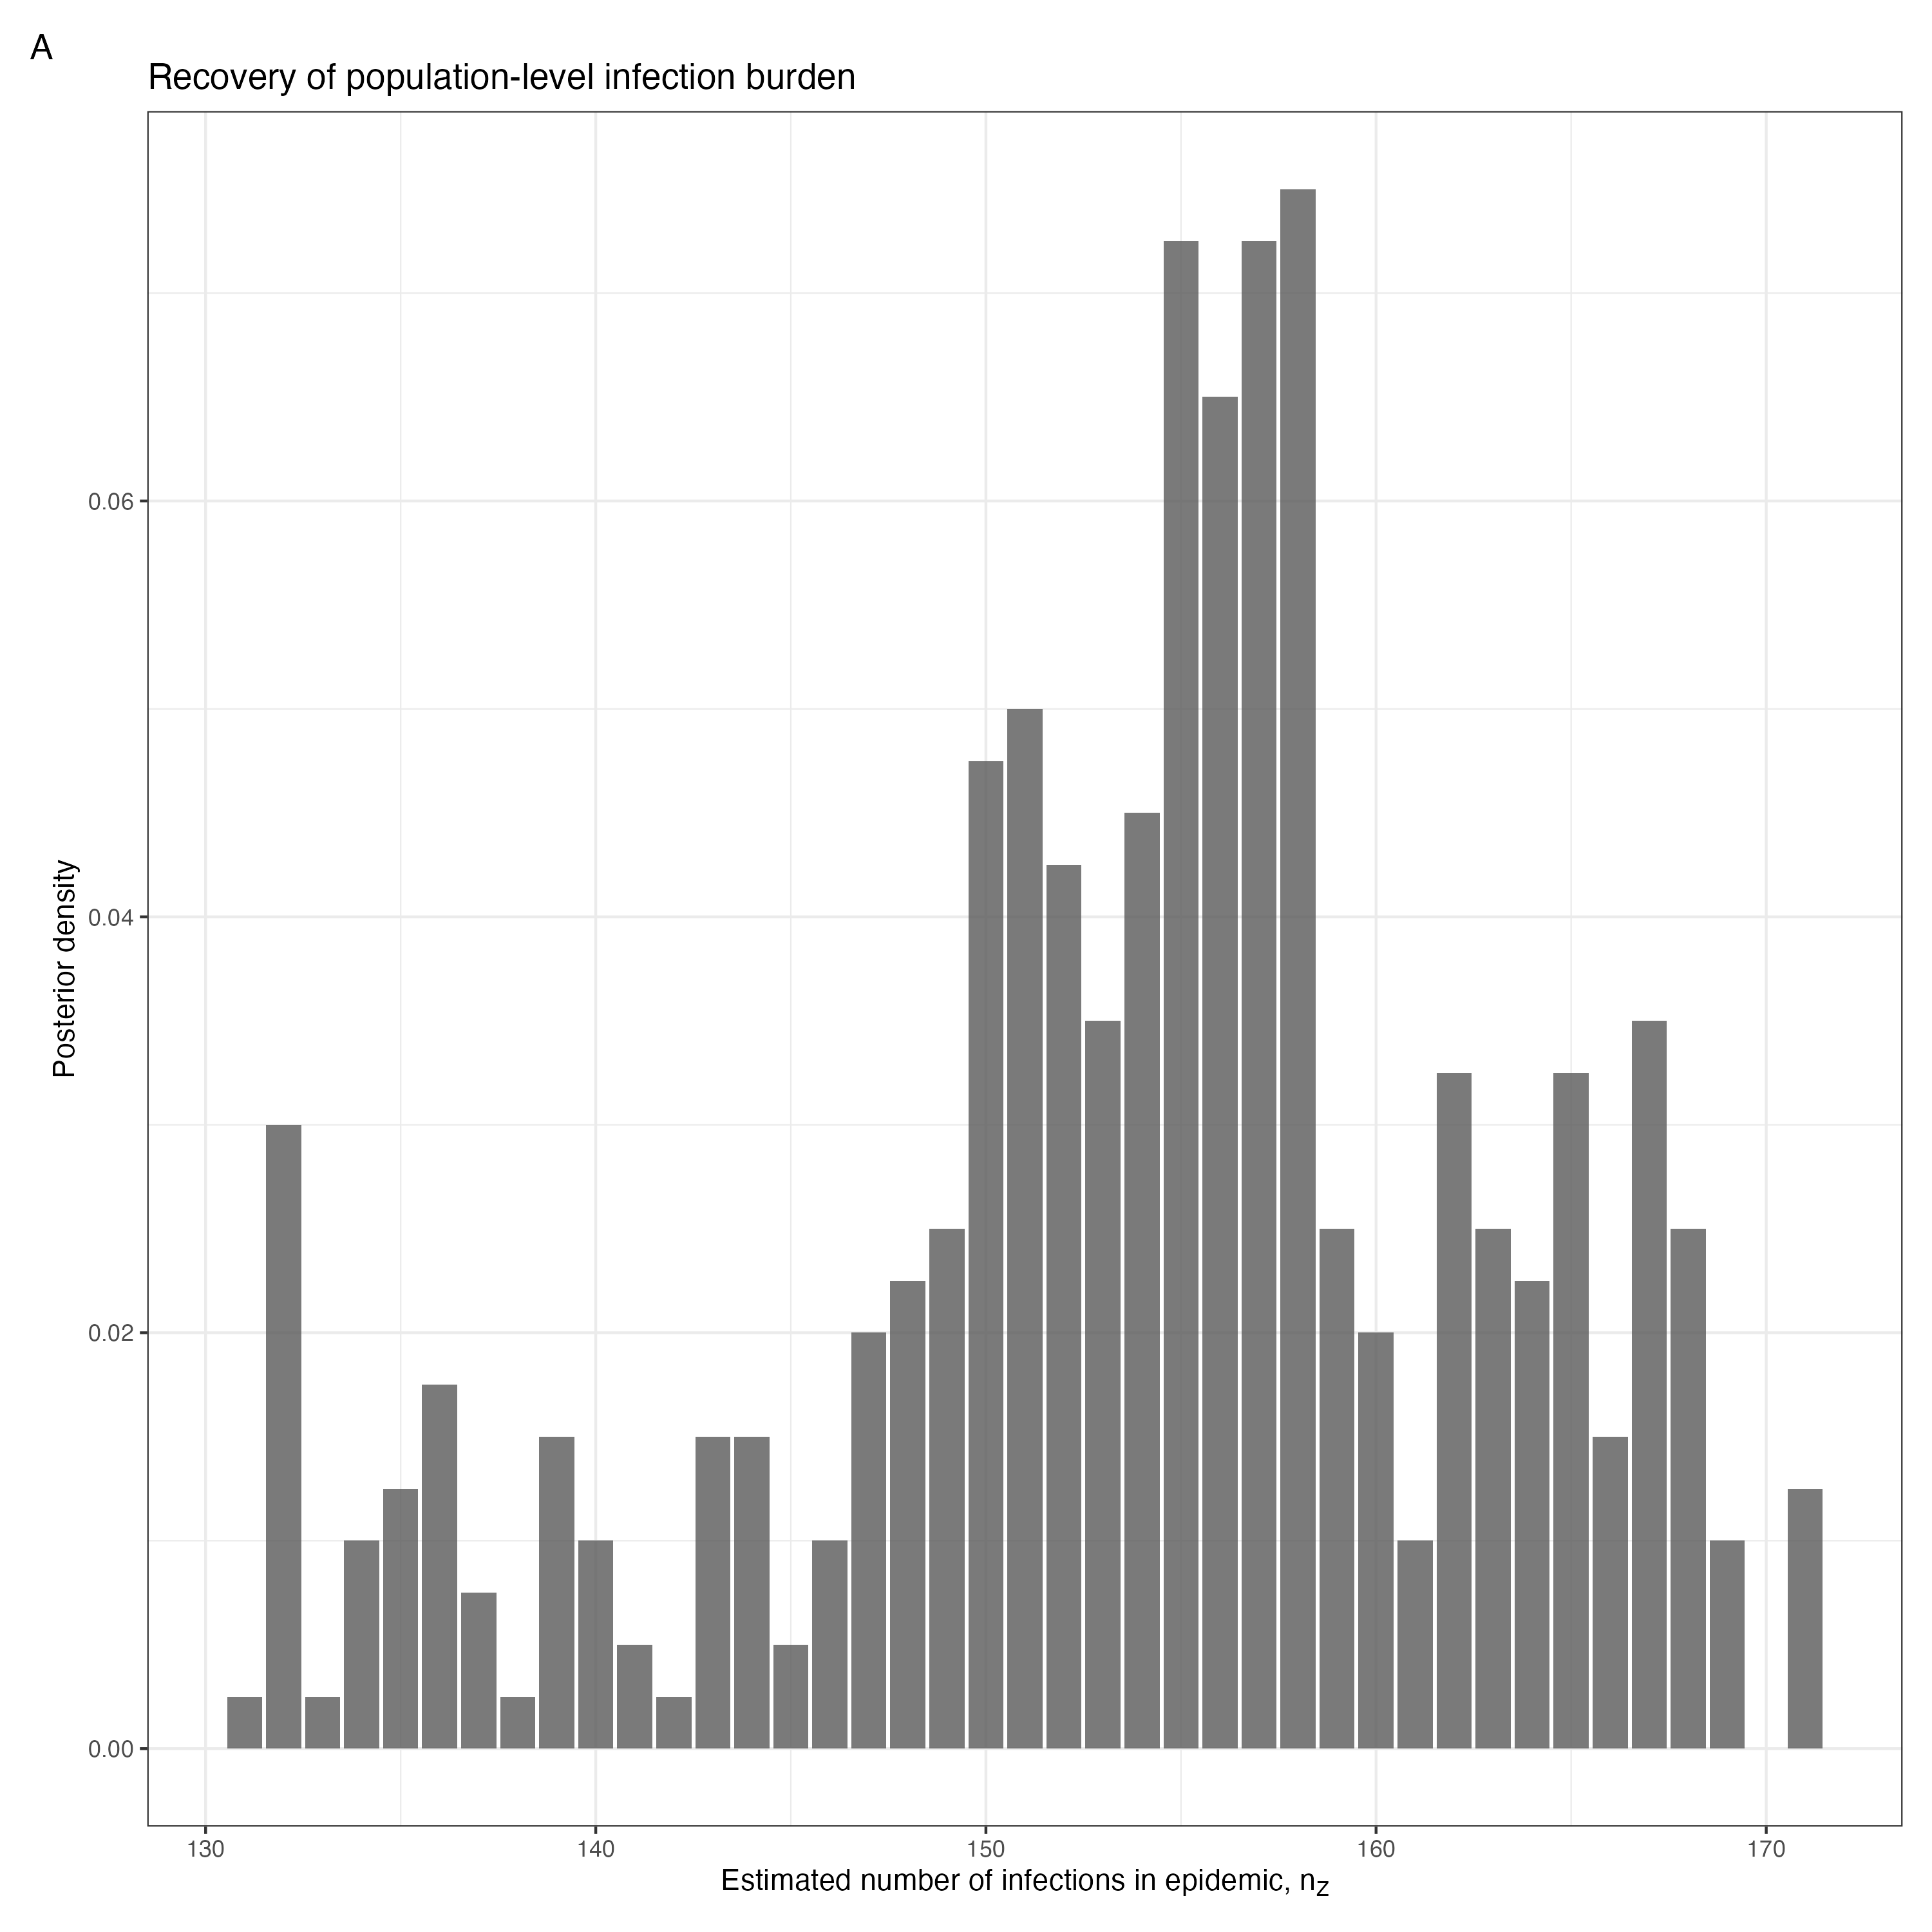 A
Recovery of population-level infection burden
Posterior density
0.06
0.04
0.02
0.00
130 140 150 160 170
Estimated number of infections in epidemic, nZ